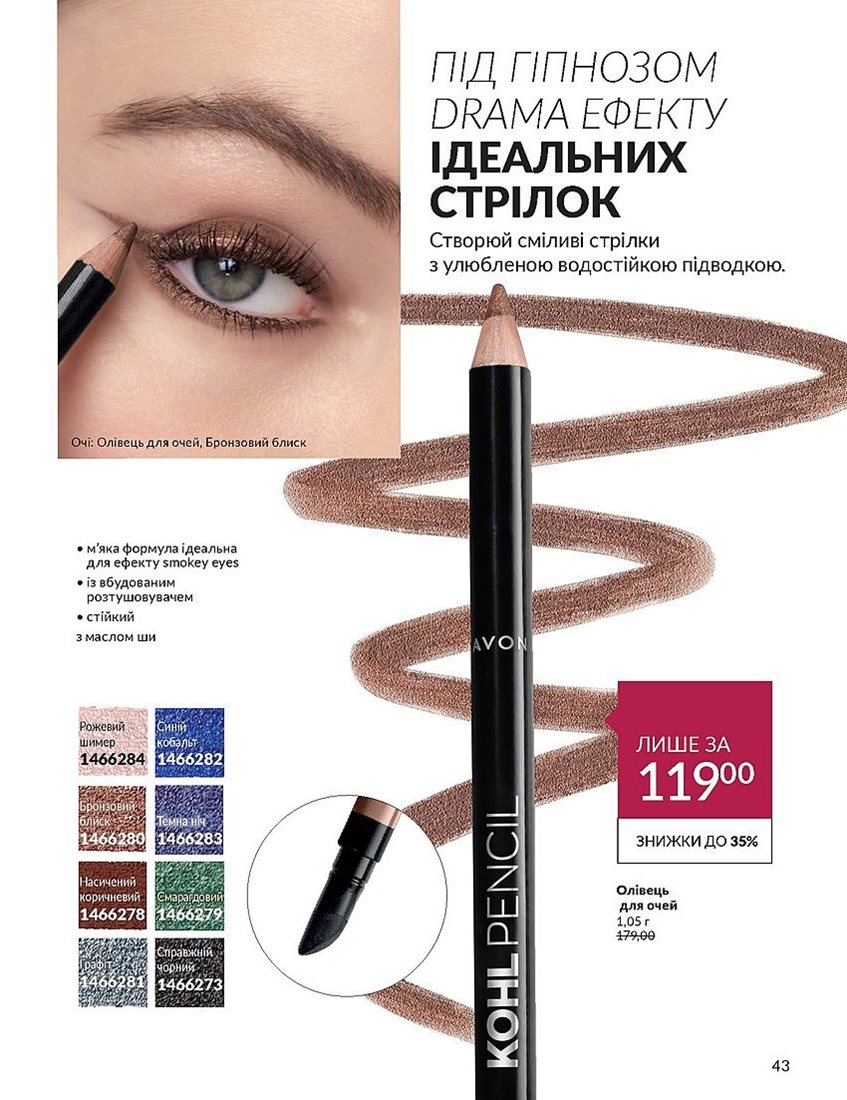 ПІД ГІПНОЗОМ
DRAMA ЕФЕКТУ
ІДЕАЛЬНИХ
СТРІЛОК
Створюй сміливі стрілки
з улюбленою водостійкою підводкою.
Очі: Олівець для очей, Бронзовий блиск
• м'яка формула ідеальна
для ефекту smokey eyes
• із вбудованим
розтушовувачем
• стійкий
з маслом ши
AVON
KOHL PENCIL
Рожевий
шимер
1466284
Синій
кобальт
1466282
Бронзовий
блиск
1466280
Темна ніч
1466283
Насичений
коричневий
1466278
Смарагдовий
1466279
Графіт
1466281
Справжній
чорний
1466273
ЛИШЕ ЗА
119⁰⁰
ЗНИЖКИ ДО 35%
Олівець
для очей
1,05 г
179,00
43